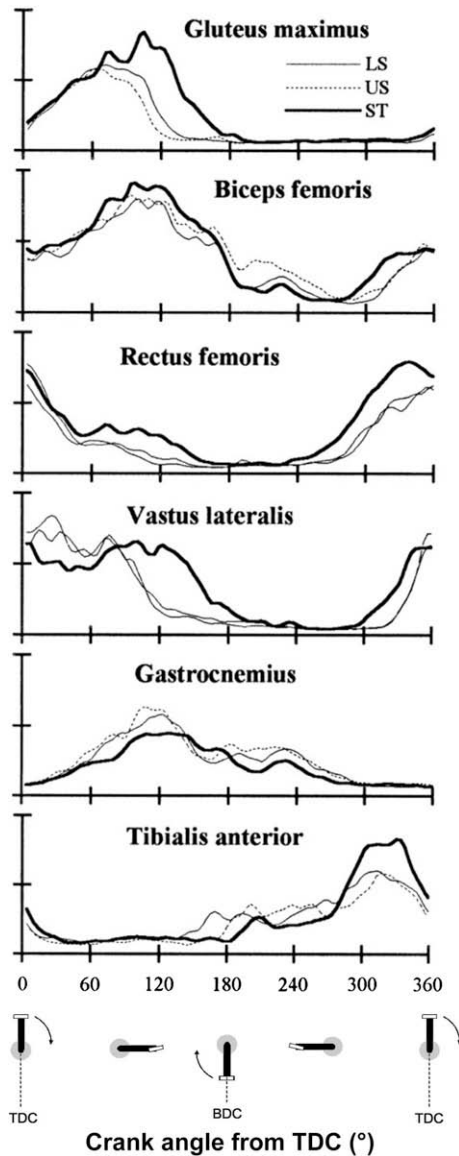 Gluteus maximus
LS
US
ST
Biceps femoris
Rectus femoris
Vastus lateralis
Gastrocnemius
Tibialis anterior
0 60 120 180 240 300 360
TDC BDC TDC
Crank angle from TDC (°)